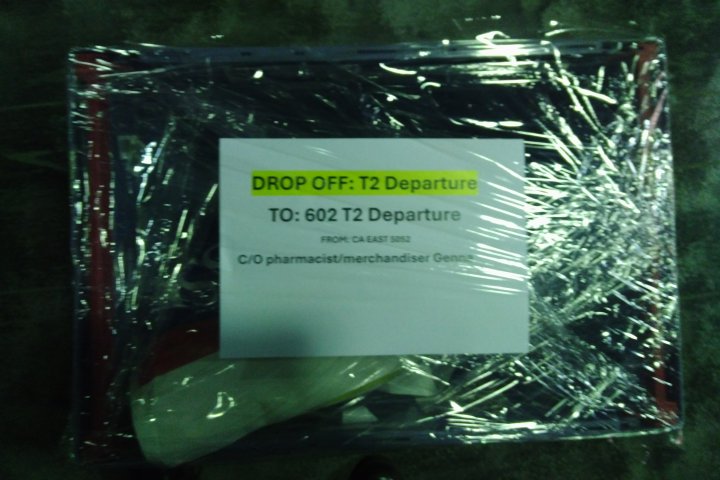 DROP OFF: T2 Departure
TO: 602 T2 Departure
FROM: CA EAST 5052
C/O pharmacist/merchandiser